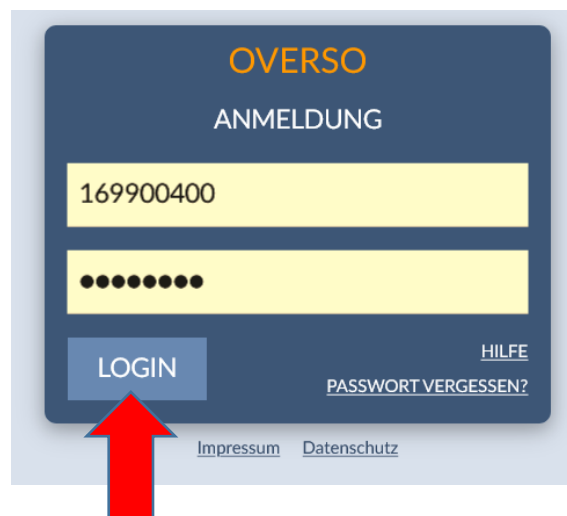 OVERSO
ANMELDUNG
169900400
●●●●●●●●
LOGIN
HILFE
PASSWORT VERGESSEN?
Impressum Datenschutz